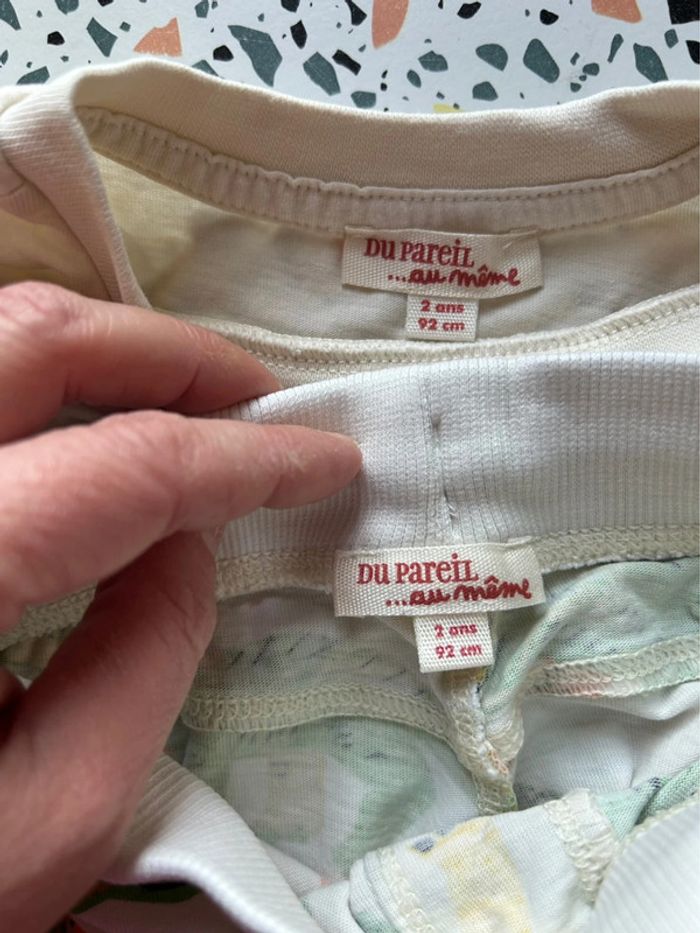 Du Pareil
...au même
2 ans
92 cm
Du Pareil
...au même
2 ans
92 cm